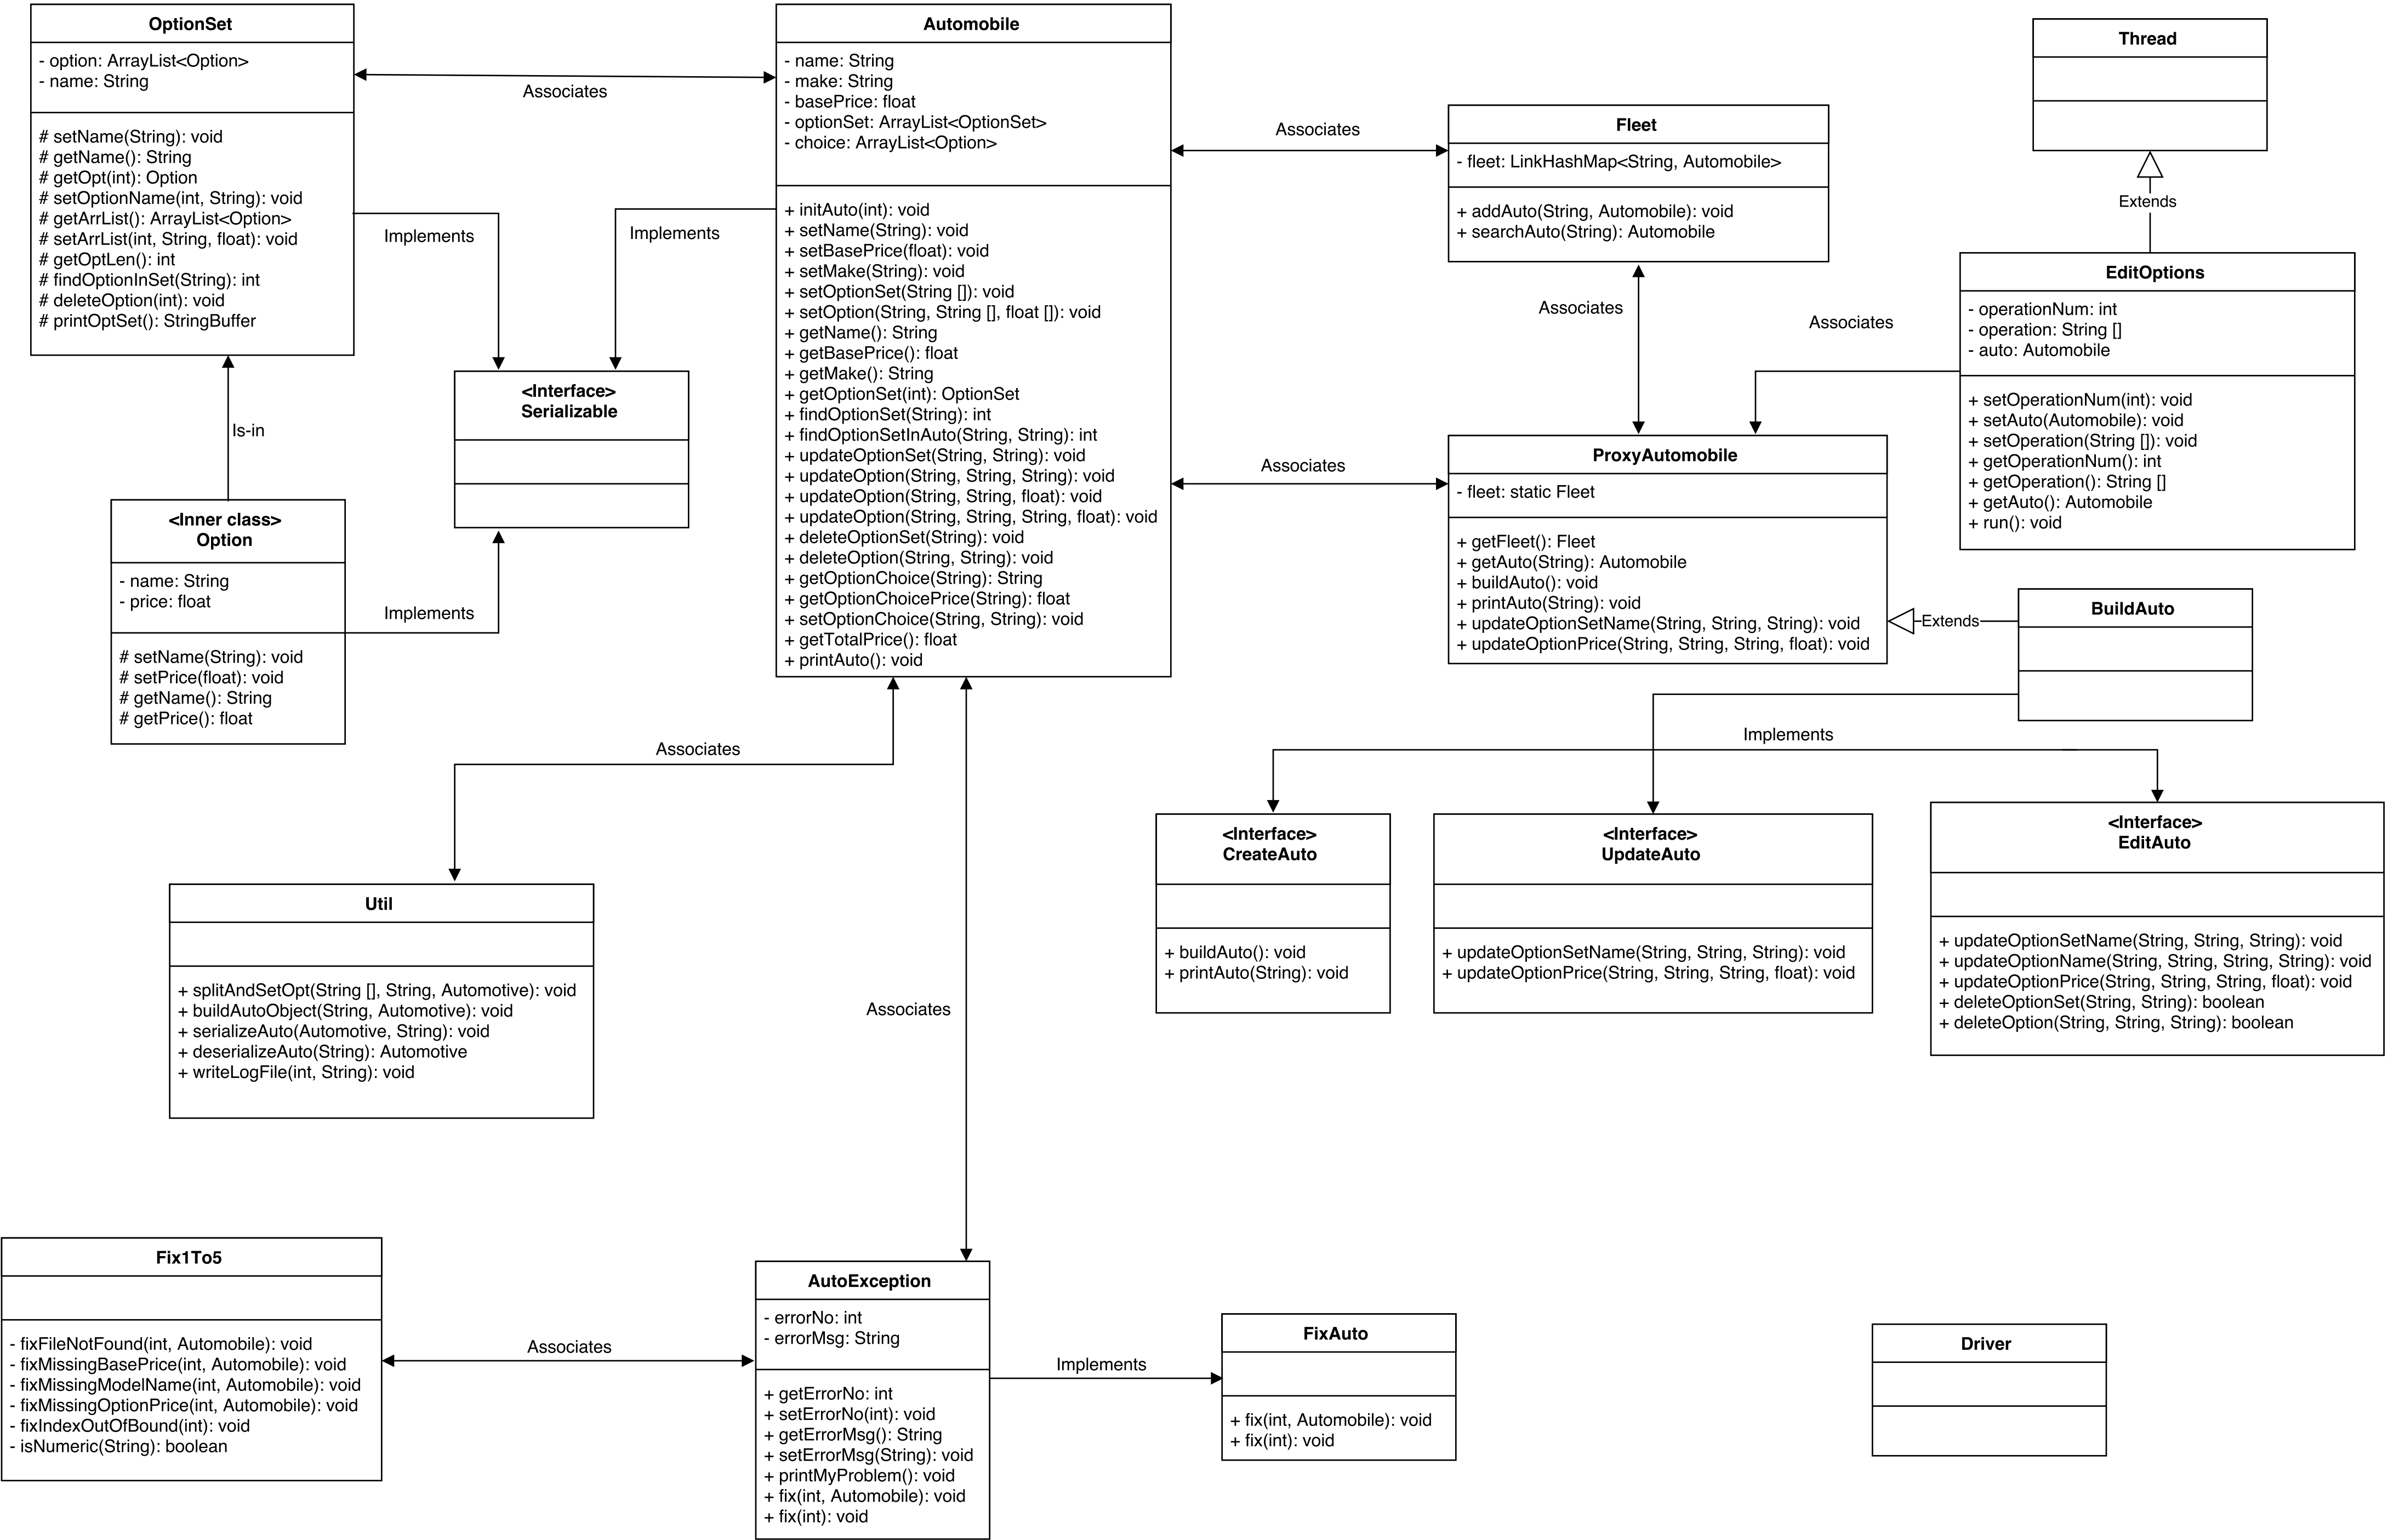 OptionSet
- option: ArrayList<Option>
- name: String
# setName(String): void
# getName(): String
# getOpt(int): Option
# setOptionName(int, String): void
# getArrList(): ArrayList<Option>
# setArrList(int, String, float): void
# getOptLen(): int
# findOptionInSet(String): int
# deleteOption(int): void
# printOptSet(): StringBuffer
Associates
Automobile
- name: String
- make: String
- basePrice: float
- optionSet: ArrayList<OptionSet>
- choice: ArrayList<Option>
+ initAuto(int): void
+ setName(String): void
+ setBasePrice(float): void
+ setMake(String): void
+ setOptionSet(String []): void
+ setOption(String, String [], float []): void
+ getName(): String
+ getBasePrice(): float
+ getMake(): String
+ getOptionSet(int): OptionSet
+ findOptionSet(String): int
+ findOptionSetInAuto(String, String): int
+ updateOptionSet(String, String): void
+ updateOption(String, String, String): void
+ updateOption(String, String, float): void
+ updateOption(String, String, String, float): void
+ deleteOptionSet(String): void
+ deleteOption(String, String): void
+ getOptionChoice(String): String
+ getOptionChoicePrice(String): float
+ setOptionChoice(String, String): void
+ getTotalPrice(): float
+ printAuto(): void
Associates
Fleet
- fleet: LinkHashMap<String, Automobile>
+ addAuto(String, Automobile): void
+ searchAuto(String): Automobile
Thread
Extends
EditOptions
- operationNum: int
- operation: String []
- auto: Automobile
+ setOperationNum(int): void
+ setAuto(Automobile): void
+ setOperation(String []): void
+ getOperationNum(): int
+ getOperation(): String []
+ getAuto(): Automobile
+ run(): void
Implements
Implements
Associates
Associates
<Interface>
Serializable
Is-in
<Inner class>
Option
- name: String
- price: float
# setName(String): void
# setPrice(float): void
# getName(): String
# getPrice(): float
Implements
Associates
ProxyAutomobile
- fleet: static Fleet
+ getFleet(): Fleet
+ getAuto(String): Automobile
+ buildAuto(): void
+ printAuto(String): void
+ updateOptionSetName(String, String, String): void
+ updateOptionPrice(String, String, String, float): void
Extends
BuildAuto
Associates
Implements
Util
+ splitAndSetOpt(String [], String, Automotive): void
+ buildAutoObject(String, Automotive): void
+ serializeAuto(Automotive, String): void
+ deserializeAuto(String): Automotive
+ writeLogFile(int, String): void
<Interface>
CreateAuto
+ buildAuto(): void
+ printAuto(String): void
<Interface>
UpdateAuto
+ updateOptionSetName(String, String, String): void
+ updateOptionPrice(String, String, String, float): void
<Interface>
EditAuto
+ updateOptionSetName(String, String, String): void
+ updateOptionName(String, String, String, String): void
+ updateOptionPrice(String, String, String, float): void
+ deleteOptionSet(String, String): boolean
+ deleteOption(String, String, String): boolean
Associates
Fix1To5
- fixFileNotFound(int, Automobile): void
- fixMissingBasePrice(int, Automobile): void
- fixMissingModelName(int, Automobile): void
- fixMissingOptionPrice(int, Automobile): void
- fixIndexOutOfBound(int): void
- isNumeric(String): boolean
Associates
AutoException
- errorNo: int
- errorMsg: String
+ getErrorNo: int
+ setErrorNo(int): void
+ getErrorMsg(): String
+ setErrorMsg(String): void
+ printMyProblem(): void
+ fix(int, Automobile): void
+ fix(int): void
Implements
FixAuto
+ fix(int, Automobile): void
+ fix(int): void
Driver